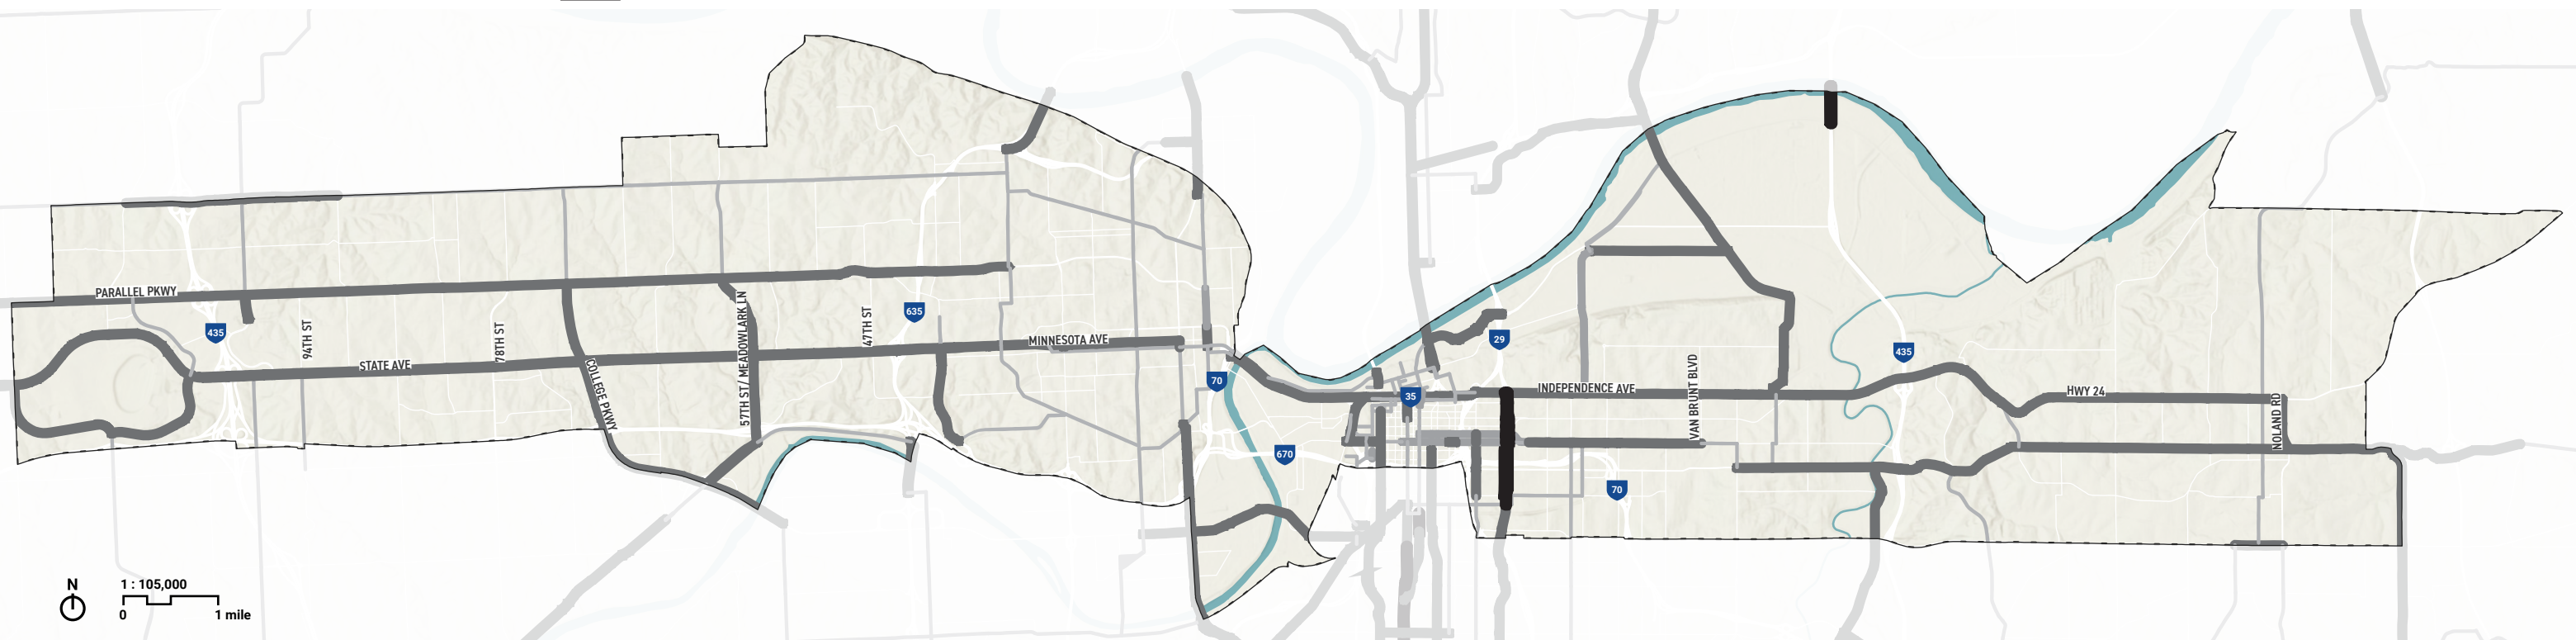 PARALLEL PKWY
435
94TH ST
STATE AVE
78TH ST
COLLEGE PKWY
57TH ST/ MEADOWLARK LN
47TH ST
635
MINNESOTA AVE
70
670
35
29
INDEPENDENCE AVE
VAN BRUNT BLVD
70
435
HWY 24
NOLAND RD
N
1 : 105,000
0 1 mile